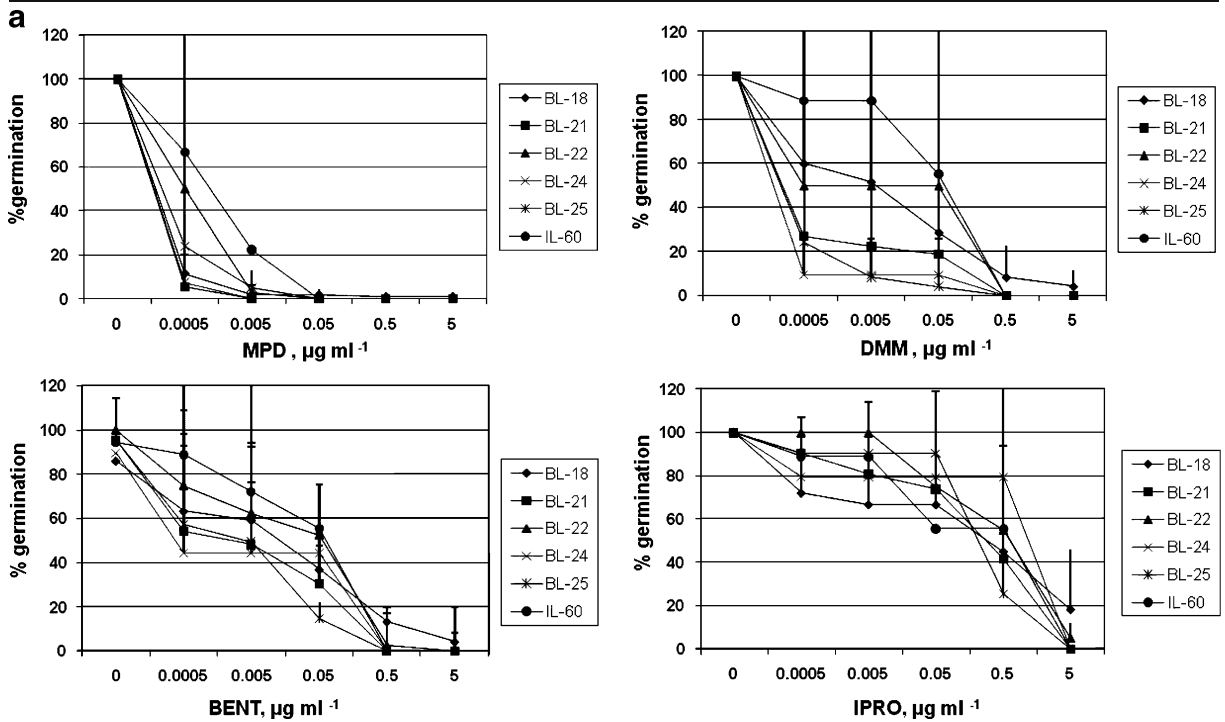 a
120
100
80
60
40
20
0
%germination
0 0.0005 0.005 0.05 0.5 5
MPD , µg ml -1
BL-18
BL-21
BL-22
BL-24
BL-25
IL-60
120
100
80
60
40
20
0
% germination
0 0.0005 0.005 0.05 0.5 5
DMM, µg ml -1
BL-18
BL-21
BL-22
BL-24
BL-25
IL-60
120
100
80
60
40
20
0
% germination
0 0.0005 0.005 0.05 0.5 5
BENT, µg ml -1
BL-18
BL-21
BL-22
BL-24
BL-25
IL-60
120
100
80
60
40
20
0
% germination
0 0.0005 0.005 0.05 0.5 5
IPRO, µg ml -1
BL-18
BL-21
BL-22
BL-24
BL-25
IL-60